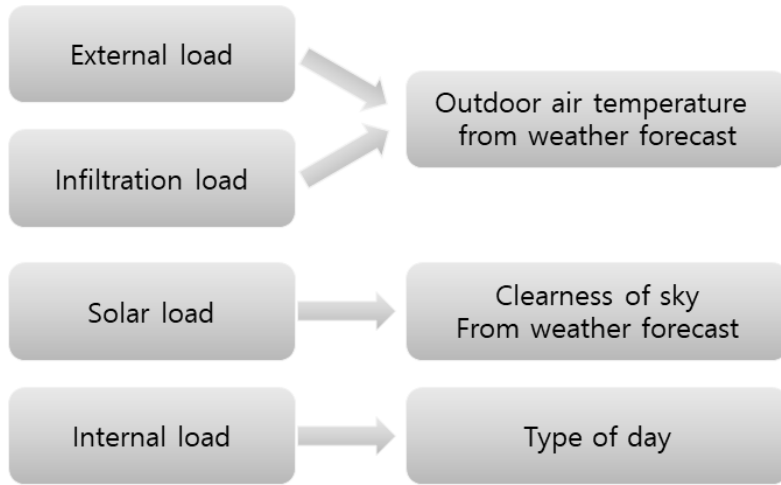 External load
Outdoor air temperature
from weather forecast
Infiltration load
Solar load
Clearness of sky
From weather forecast
Internal load
Type of day